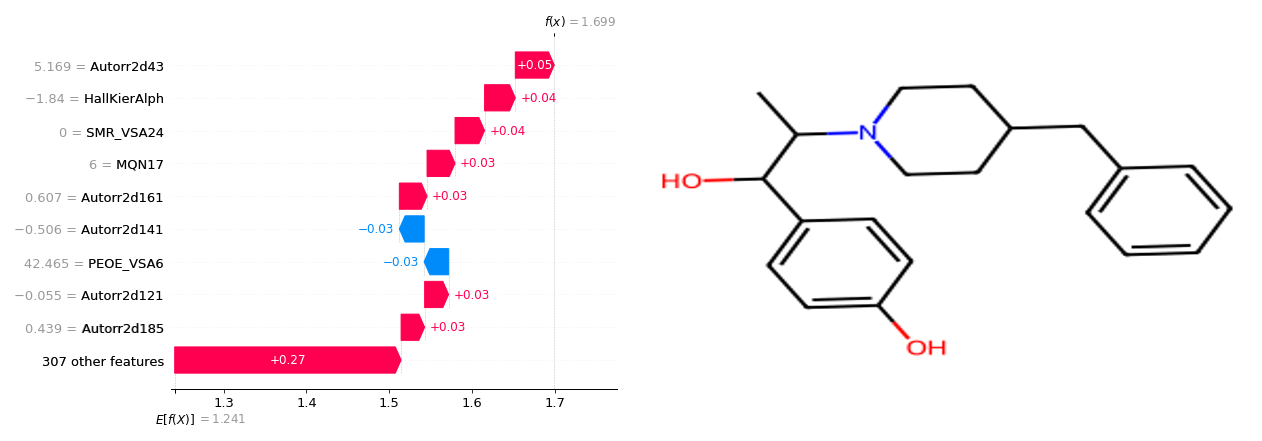 f(x) = 1.699
5.169 = Autorr2d43
+0.05
−1.84 = HallKierAlph
+0.04
0 = SMR_VSA24
+0.04
6 = MQN17
+0.03
0.607 = Autorr2d161
+0.03
−0.506 = Autorr2d141
−0.03
42.465 = PEOE_VSA6
−0.03
−0.055 = Autorr2d121
+0.03
0.439 = Autorr2d185
+0.03
307 other features
+0.27
1.3 1.4 1.5 1.6 1.7
E[f(X)] = 1.241
N
HO
OH